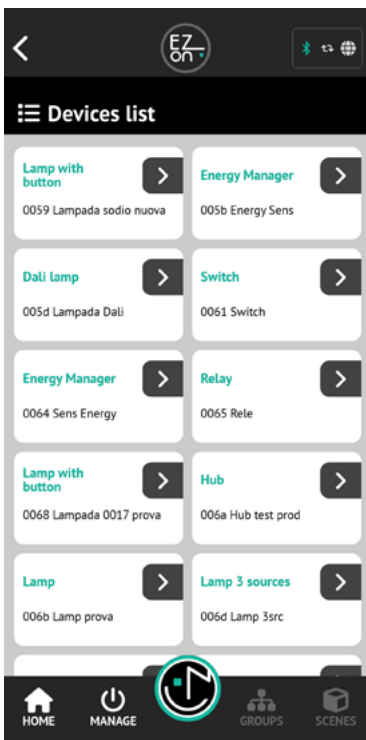 EZ
on
Devices list
Lamp with
button
0059 Lampada sodio nuova
Energy Manager
005b Energy Sens
Dali lamp
005d Lampada Dali
Switch
0061 Switch
Energy Manager
0064 Sens Energy
Relay
0065 Rele
Lamp with
button
0068 Lampada 0017 prova
Hub
006a Hub test prod
Lamp
006b Lamp prova
Lamp 3 sources
006d Lamp 3src
HOME
MANAGE
GROUPS
SCENES